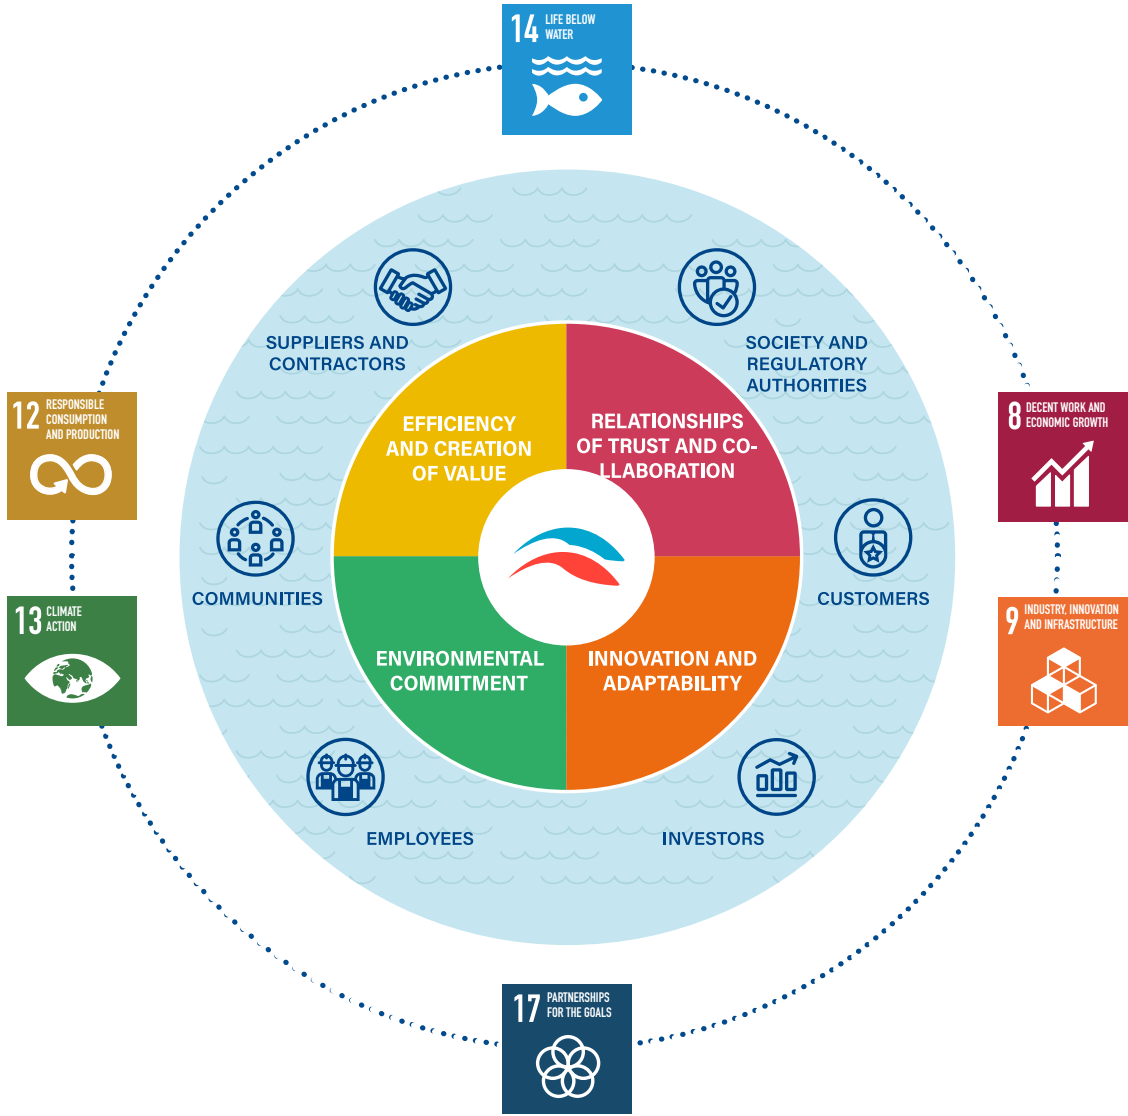 14 LIFE BELOW
WATER
SUPPLIERS AND
CONTRACTORS
SOCIETY AND
REGULATORY
AUTHORITIES
12 RESPONSIBLE
CONSUMPTION
AND PRODUCTION
EFFICIENCY
AND CREATION
OF VALUE
RELATIONSHIPS
OF TRUST AND CO-
LLABORATION
8 DECENT WORK AND
ECONOMIC GROWTH
COMMUNITIES
CUSTOMERS
13 CLIMATE
ACTION
ENVIRONMENTAL
COMMITMENT
INNOVATION AND
ADAPTABILITY
9 INDUSTRY, INNOVATION
AND INFRASTRUCTURE
EMPLOYEES
INVESTORS
17 PARTNERSHIPS
FOR THE GOALS